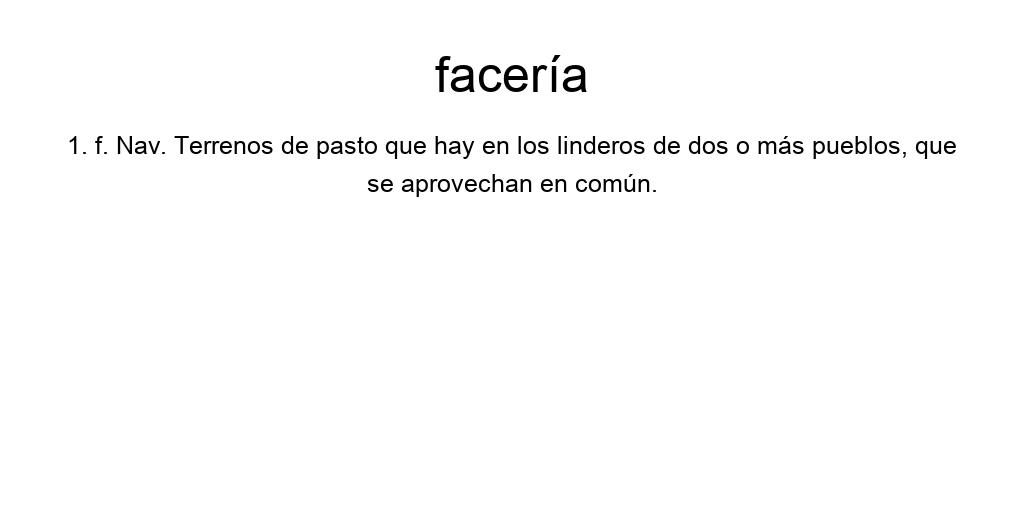 facería
1. f. Nav. Terrenos de pasto que hay en los linderos de dos o más pueblos, que
se aprovechan en común.